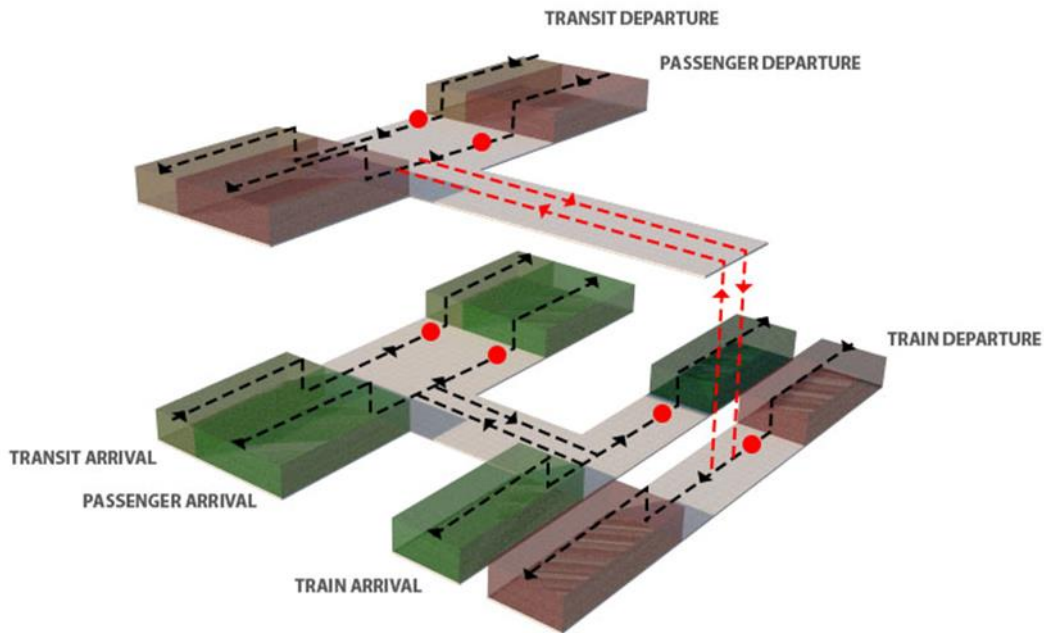 TRANSIT DEPARTURE
PASSENGER DEPARTURE
TRAIN DEPARTURE
TRANSIT ARRIVAL
PASSENGER ARRIVAL
TRAIN ARRIVAL